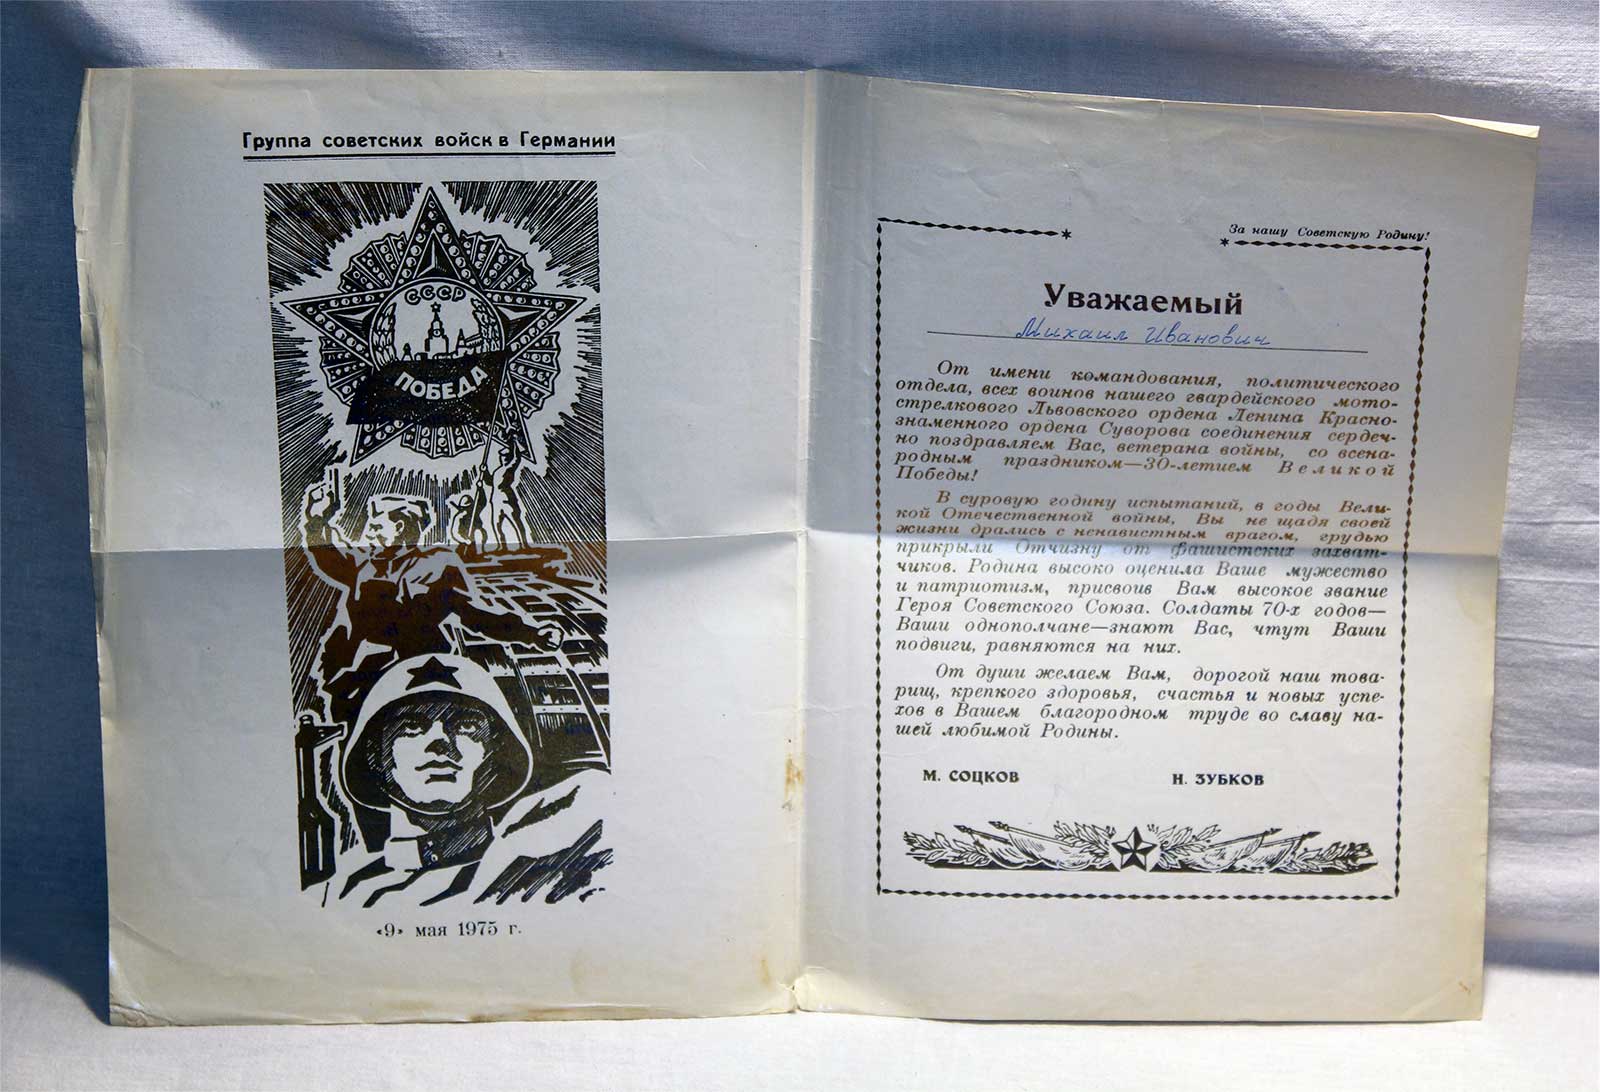 Группа советских войск в Германии
СССР
ПОБЕДА
«9» мая 1975 г.
За нашу Советскую Родину!
Уважаемый
Михаил Иванович
От имени командования, политического
отдела, всех воинов нашего гвардейского мото-
стрелкового Львовского ордена Ленина Красно-
знаменного ордена Суворова соединения сердеч-
но поздравляем Вас, ветерана войны, со всена-
родным праздником—30-летием Великой
Победы!
В суровую годину испытаний, в годы Вели-
кой Отечественной войны, Вы не щадя своей
жизни дрались с ненавистным врагом, грудью
прикрыли Отчизну от фашистских захват-
чиков. Родина высоко оценила Ваше мужество
и патриотизм, присвоив Вам высокое звание
Героя Советского Союза. Солдаты 70-х годов—
Ваши однополчане—знают Вас, чтут Ваши
подвиги, равняются на них.
От души желаем Вам, дорогой наш това-
рищ, крепкого здоровья, счастья и новых успе-
хов в Вашем благородном труде во славу на-
шей любимой Родины.
М. СОЦКОВ Н. ЗУБКОВ